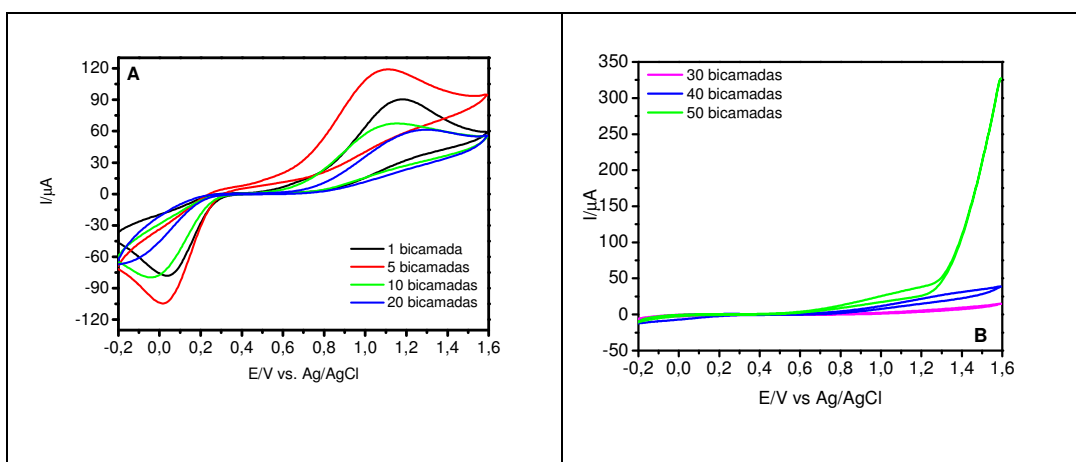 A
I/µA
120
90
60
30
0
-30
-60
-90
-120
1 bicamada
5 bicamadas
10 bicamadas
20 bicamadas
-0,2 0,0 0,2 0,4 0,6 0,8 1,0 1,2 1,4 1,6
E/V vs. Ag/AgCl
I/µA
350
300
250
200
150
100
50
0
-50
30 bicamadas
40 bicamadas
50 bicamadas
B
-0,2 0,0 0,2 0,4 0,6 0,8 1,0 1,2 1,4 1,6
E/V vs Ag/AgCl